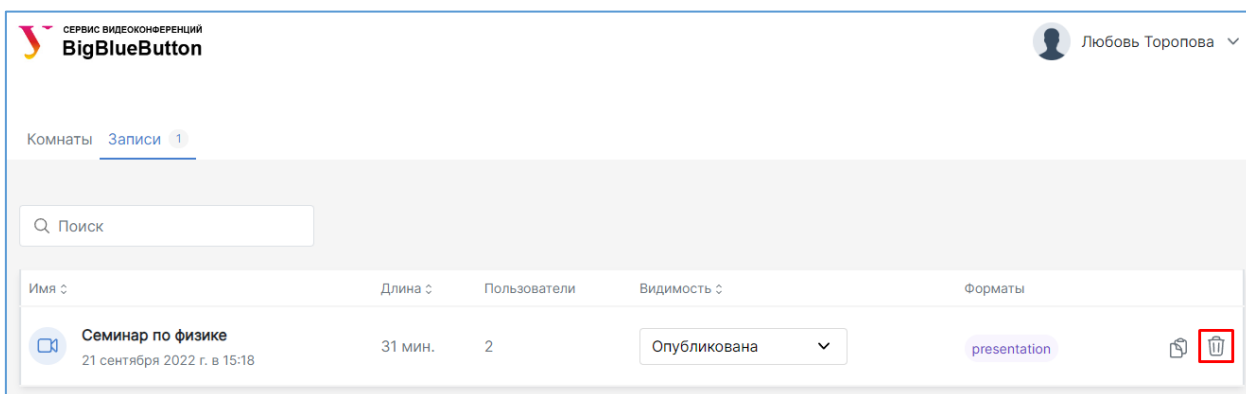 СЕРВИС ВИДЕОКОНФЕРЕНЦИЙ
BigBlueButton
Любовь Торопова
Комнаты Записи 1
Поиск
Имя Длина Пользователи Видимость Форматы
Семинар по физике
21 сентября 2022 г. в 15:18
31 мин. 2 Опубликована presentation